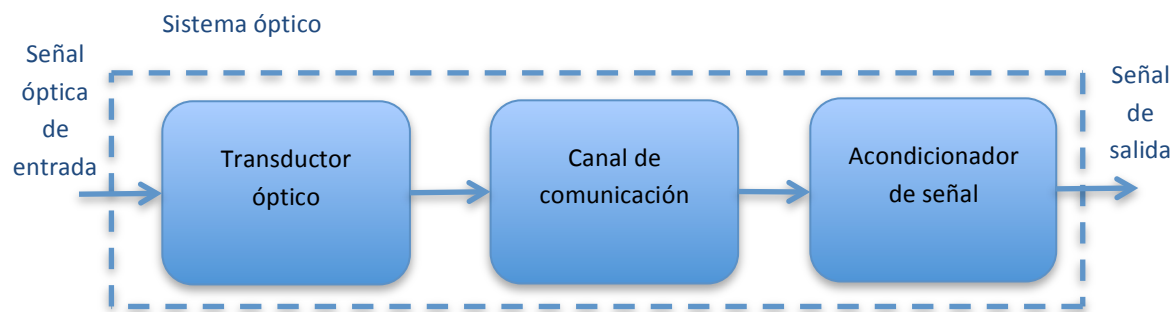 Sistema óptico
Señal
óptica
de
entrada
Transductor
óptico
Canal de
comunicación
Acondicionador
de señal
Señal
de
salida